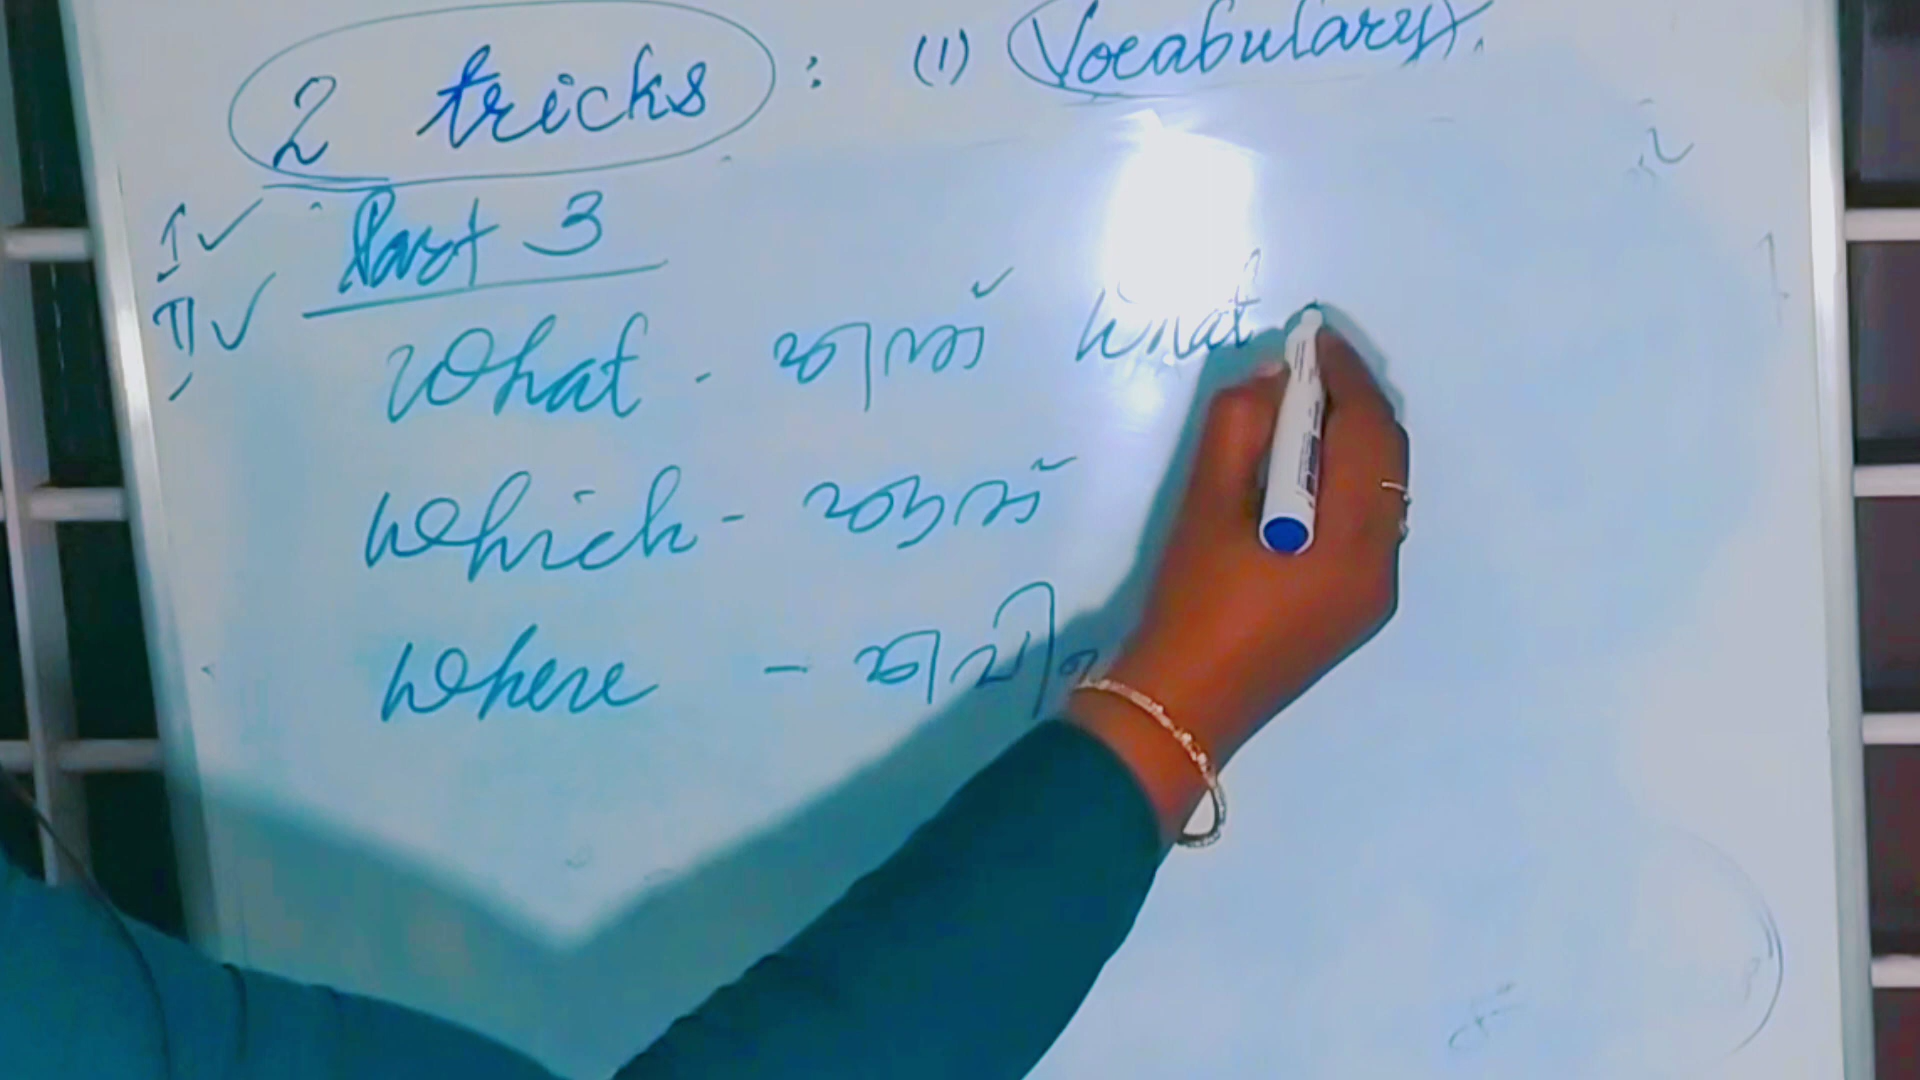 2 tricks : (1) Vocabulary.
I Part 3
II
What - എന്ത് What
Which - ഏത്
Where - എവി